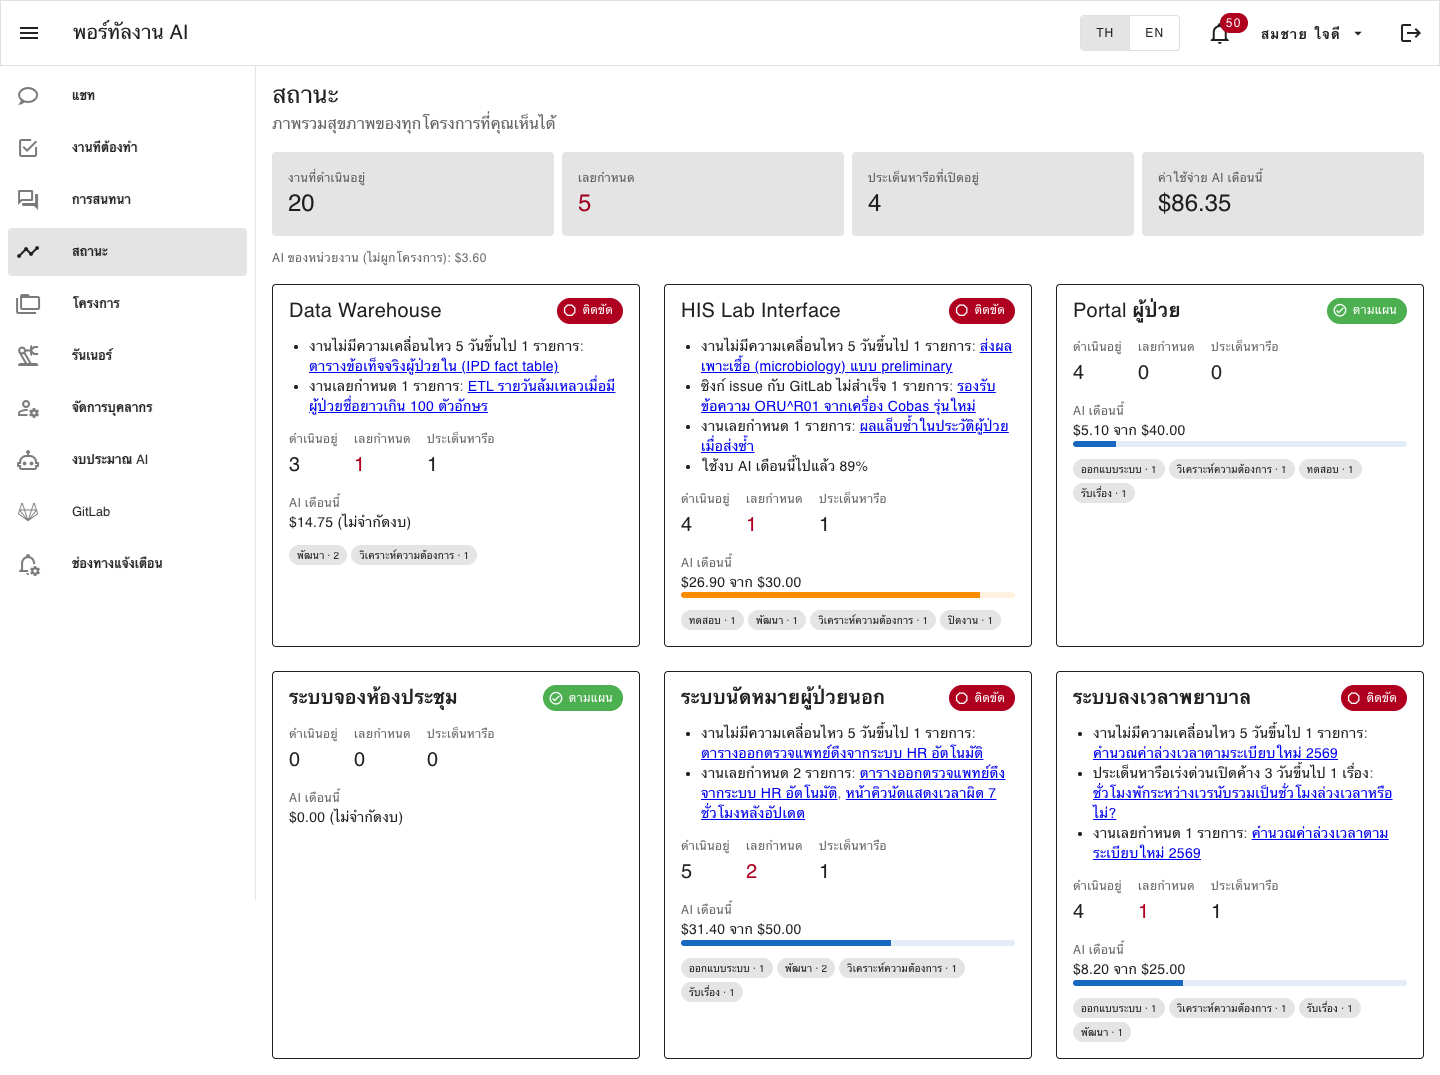 พอร์ทัลงาน AI
TH
EN
50
สมชาย ใจดี
แชท
งานที่ต้องทำ
การสนทนา
สถานะ
โครงการ
รันเนอร์
จัดการบุคลากร
งบประมาณ AI
GitLab
ช่องทางแจ้งเตือน
สถานะ
ภาพรวมสุขภาพของทุกโครงการที่คุณเห็นได้
งานที่ดำเนินอยู่
20
เลยกำหนด
5
ประเด็นหารือที่เปิดอยู่
4
ค่าใช้จ่าย AI เดือนนี้
$86.35
AI ของหน่วยงาน (ไม่ผูกโครงการ): $3.60
Data Warehouse
ติดขัด
งานไม่มีความเคลื่อนไหว 5 วันขึ้นไป 1 รายการ:
ตารางข้อเท็จจริงผู้ป่วยใน (IPD fact table)
งานเลยกำหนด 1 รายการ: ETL รายวันล้มเหลวเมื่อมี
ผู้ป่วยชื่อยาวเกิน 100 ตัวอักษร
ดำเนินอยู่ เลยกำหนด ประเด็นหารือ
3 1 1
AI เดือนนี้
$14.75 (ไม่จำกัดงบ)
พัฒนา · 2 วิเคราะห์ความต้องการ · 1
HIS Lab Interface
ติดขัด
งานไม่มีความเคลื่อนไหว 5 วันขึ้นไป 1 รายการ: ส่งผล
เพาะเชื้อ (microbiology) แบบ preliminary
ซิงก์ issue กับ GitLab ไม่สำเร็จ 1 รายการ: รองรับ
ข้อความ ORU^R01 จากเครื่อง Cobas รุ่นใหม่
งานเลยกำหนด 1 รายการ: ผลแล็บซ้ำในประวัติผู้ป่วย
เมื่อส่งซ้ำ
ใช้งบ AI เดือนนี้ไปแล้ว 89%
ดำเนินอยู่ เลยกำหนด ประเด็นหารือ
4 1 1
AI เดือนนี้
$26.90 จาก $30.00
ทดสอบ · 1 พัฒนา · 1 วิเคราะห์ความต้องการ · 1 ปิดงาน · 1
Portal ผู้ป่วย
ตามแผน
ดำเนินอยู่ เลยกำหนด ประเด็นหารือ
4 0 0
AI เดือนนี้
$5.10 จาก $40.00
ออกแบบระบบ · 1 วิเคราะห์ความต้องการ · 1 ทดสอบ · 1
รับเรื่อง · 1
ระบบจองห้องประชุม
ตามแผน
ดำเนินอยู่ เลยกำหนด ประเด็นหารือ
0 0 0
AI เดือนนี้
$0.00 (ไม่จำกัดงบ)
ระบบนัดหมายผู้ป่วยนอก
ติดขัด
งานไม่มีความเคลื่อนไหว 5 วันขึ้นไป 1 รายการ:
ตารางออกตรวจแพทย์ดึงจากระบบ HR อัตโนมัติ
งานเลยกำหนด 2 รายการ: ตารางออกตรวจแพทย์ดึง
จากระบบ HR อัตโนมัติ, หน้าคิวนัดแสดงเวลาผิด 7
ชั่วโมงหลังอัปเดต
ดำเนินอยู่ เลยกำหนด ประเด็นหารือ
5 2 1
AI เดือนนี้
$31.40 จาก $50.00
ออกแบบระบบ · 1 พัฒนา · 2 วิเคราะห์ความต้องการ · 1
รับเรื่อง · 1
ระบบลงเวลาพยาบาล
ติดขัด
งานไม่มีความเคลื่อนไหว 5 วันขึ้นไป 1 รายการ:
คำนวณค่าล่วงเวลาตามระเบียบใหม่ 2569
ประเด็นหารือเร่งด่วนเปิดค้าง 3 วันขึ้นไป 1 เรื่อง:
ชั่วโมงพักระหว่างเวรนับรวมเป็นชั่วโมงล่วงเวลาหรือ
ไม่?
งานเลยกำหนด 1 รายการ: คำนวณค่าล่วงเวลาตาม
ระเบียบใหม่ 2569
ดำเนินอยู่ เลยกำหนด ประเด็นหารือ
4 1 1
AI เดือนนี้
$8.20 จาก $25.00
ออกแบบระบบ · 1 วิเคราะห์ความต้องการ · 1 รับเรื่อง · 1
พัฒนา · 1